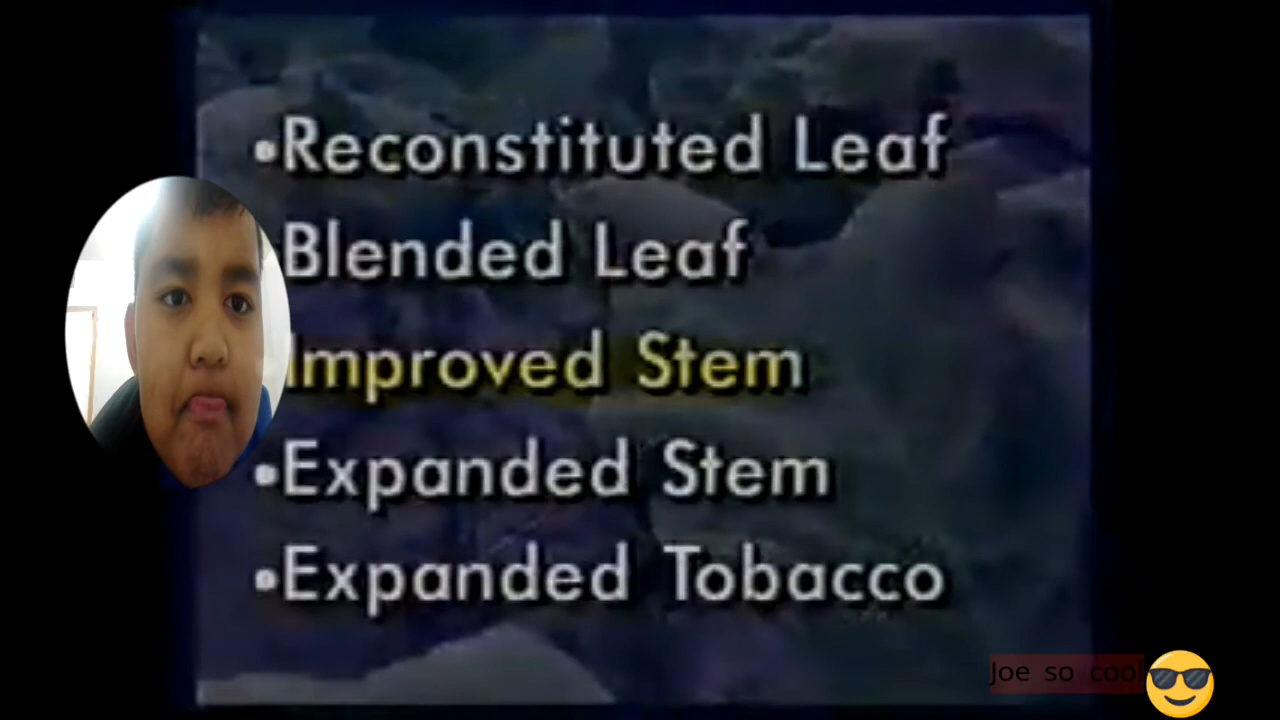 •Reconstituted Leaf
Blended Leaf
Improved Stem
•Expanded Stem
•Expanded Tobacco
Joe so cool